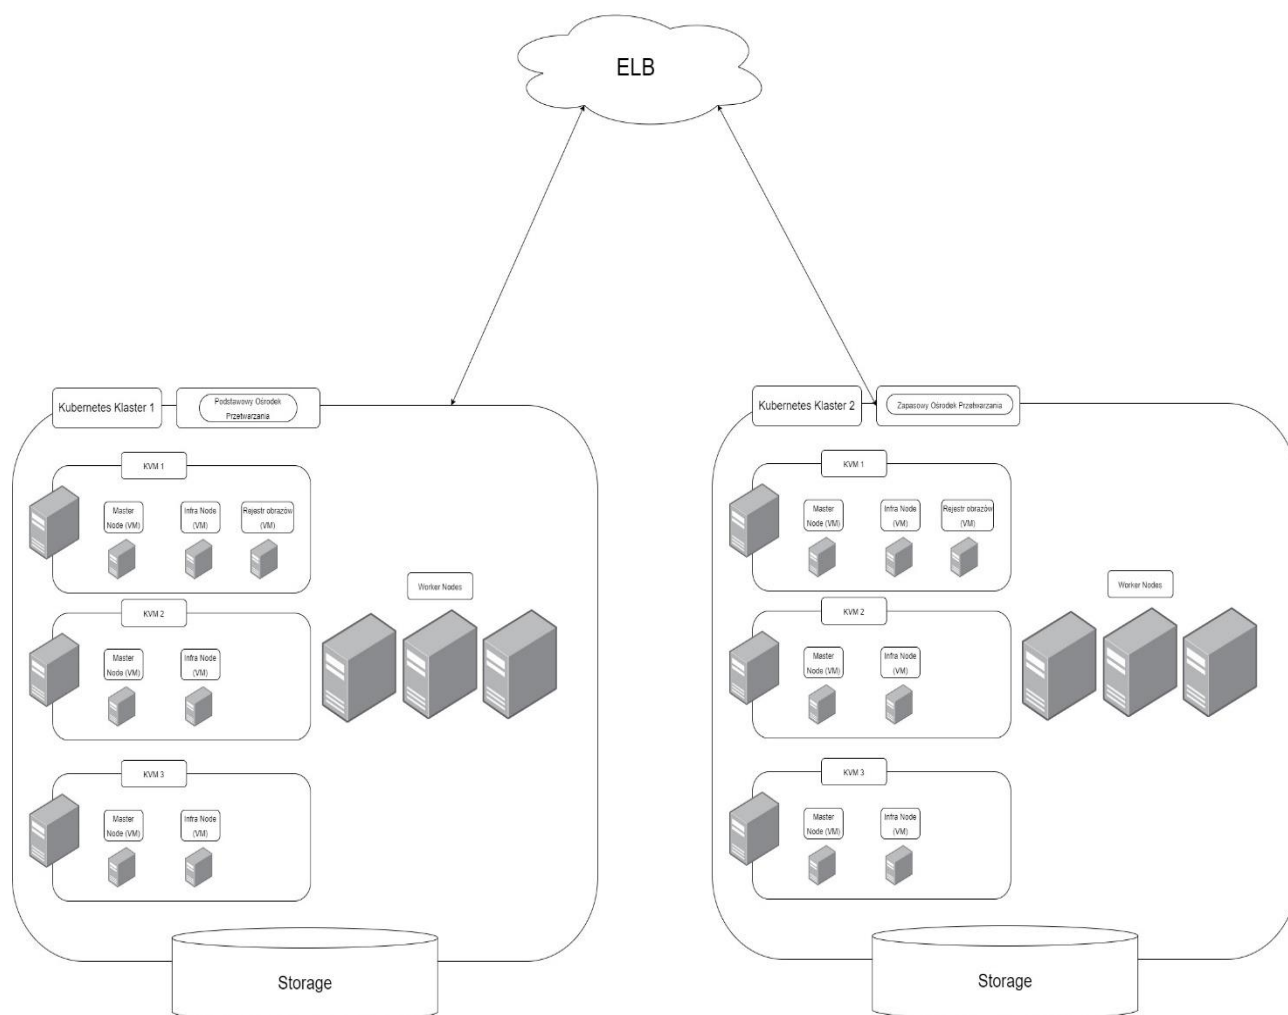 ELB
Kubernetes Klaster 1
Podstawowy Ośrodek
Przetwarzania
KVM 1
Master
Node (VM)
Infra Node
(VM)
Rejestr obrazów
(VM)
Worker Nodes
KVM 2
Master
Node (VM)
Infra Node
(VM)
KVM 3
Master
Node (VM)
Infra Node
(VM)
Storage
Kubernetes Klaster 2
Zapasowy Ośrodek Przetwarzania
KVM 1
Master
Node (VM)
Infra Node
(VM)
Rejestr obrazów
(VM)
Worker Nodes
KVM 2
Master
Node (VM)
Infra Node
(VM)
KVM 3
Master
Node (VM)
Infra Node
(VM)
Storage